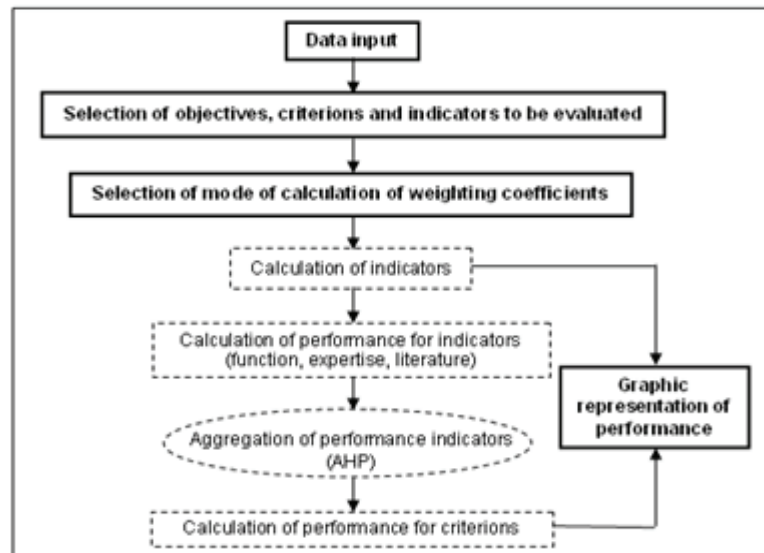 Data input
Selection of objectives, criterions and indicators to be evaluated
Selection of mode of calculation of weighting coefficients
Calculation of indicators
Calculation of performance for indicators
(function, expertise, literature)
Graphic
representation of
performance
Aggregation of performance indicators
(AHP)
Calculation of performance for criterions